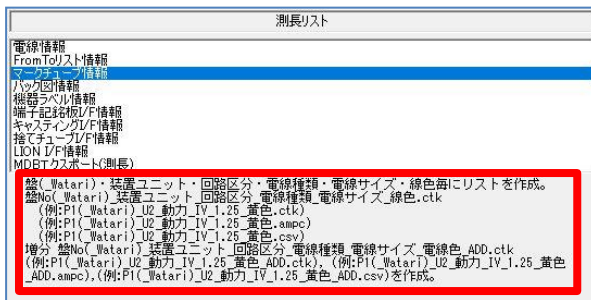 測長リスト
電線情報
FromToリスト情報
マークチューブ情報
バック図情報
機器ラベル情報
端子記銘板I/F情報
キャスティングI/F情報
捨てチューブI/F情報
LION I/F情報
MDBTクスポート(測長)
盤(_Watari)・装置ユニット・回路区分・電線種類・電線サイズ・線色毎にリストを作成。
盤No(_Watari)_装置ユニット_回路区分_電線種類_電線サイズ_線色.ctk
(例:P1(_Watari)_U2_動力_IV_1.25_黄色.ctk)
(例:P1(_Watari)_U2_動力_IV_1.25_黄色.ampc)
(例:P1(_Watari)_U2_動力_IV_1.25_黄色.csv)
増分_盤No(_Watari)_装置ユニット_回路区分_電線種類_電線サイズ_電線色_ADD.ctk
(例:P1(_Watari)_U2_動力_IV_1.25_黄色_ADD.ctk), (例:P1(_Watari)_U2_動力_IV_1.25_黄色
_ADD.ampc),(例:P1(_Watari)_U2_動力_IV_1.25_黄色_ADD.csv)を作成。